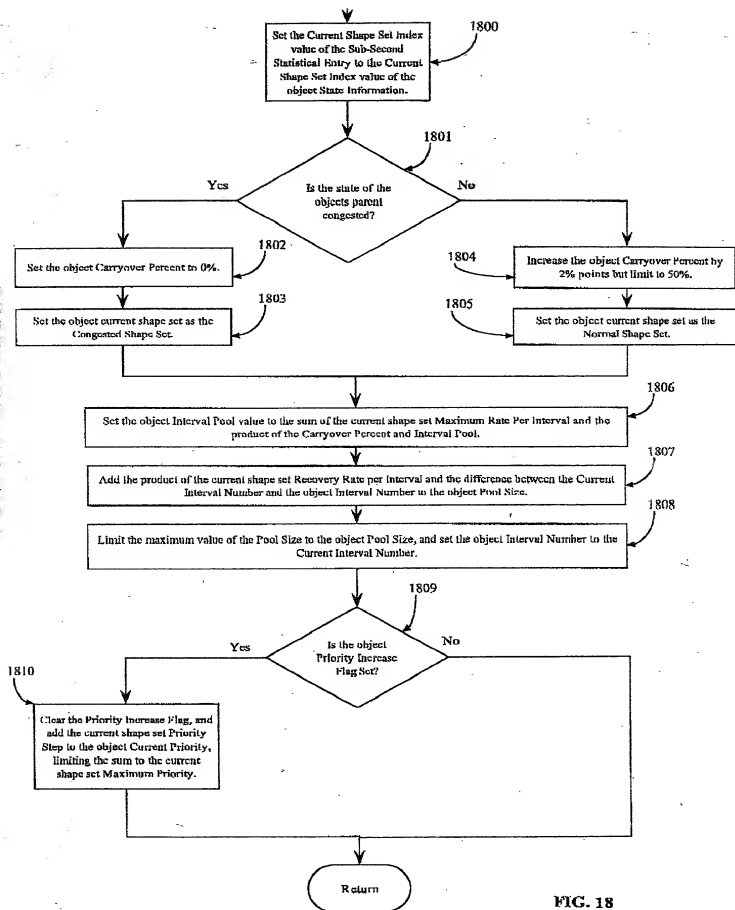 1800
Set the Current Shape Set Index
value of the Sub-Second
Statistical Entry to the Current
Shape Set Index value of the
object State Information.
1801
Yes
Is the state of the
objects parent
congested?
No
1802
Set the object Carryover Percent to 0%.
1804
Increase the object Carryover Percent by
2% points but limit to 50%.
1803
Set the object current shape set as the
Congested Shape Set.
1805
Set the object current shape set as the
Normal Shape Set.
1806
Set the object Interval Pool value to the sum of the current shape set Maximum Rate Per Interval and the
product of the Carryover Percent and Interval Pool.
1807
Add the product of the current shape set Recovery Rate per Interval and the difference between the Current
Interval Number and the object Interval Number to the object Pool Size.
1808
Limit the maximum value of the Pool Size to the object Pool Size, and set the object Interval Number to the
Current Interval Number.
1809
Yes
Is the object
Priority Increase
Flag Set?
No
1810
Clear the Priority Increase Flag, and
add the current shape set Priority
Step to the object Current Priority,
limiting the sum to the current
shape set Maximum Priority.
Return
FIG. 18